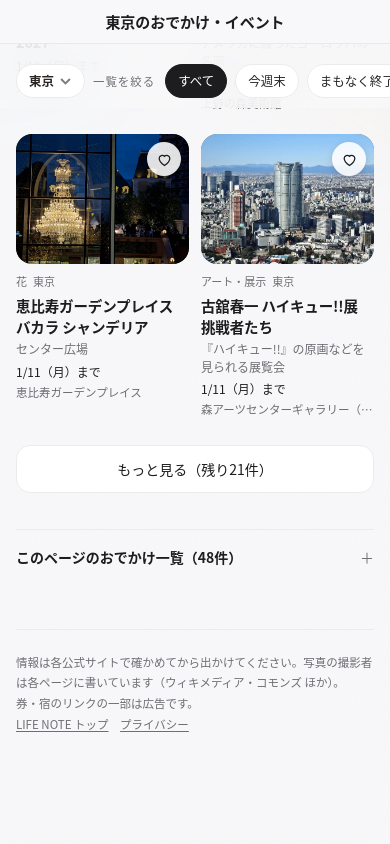 東京のおでかけ・イベント
東京
一覧を絞る
すべて
今週末
まもなく終了
花 東京
恵比寿ガーデンプレイス
バカラ シャンデリア
センター広場
1/11（月）まで
恵比寿ガーデンプレイス
アート・展示 東京
古舘春一 ハイキュー!!展
挑戦者たち
『ハイキュー!!』の原画などを
見られる展覧会
1/11（月）まで
森アーツセンターギャラリー（…
もっと見る（残り21件）
このページのおでかけ一覧（48件）
情報は各公式サイトで確かめてから出かけてください。写真の撮影者
は各ページに書いています（ウィキメディア・コモンズ ほか）。
券・宿のリンクの一部は広告です。
LIFE NOTE トップ プライバシー